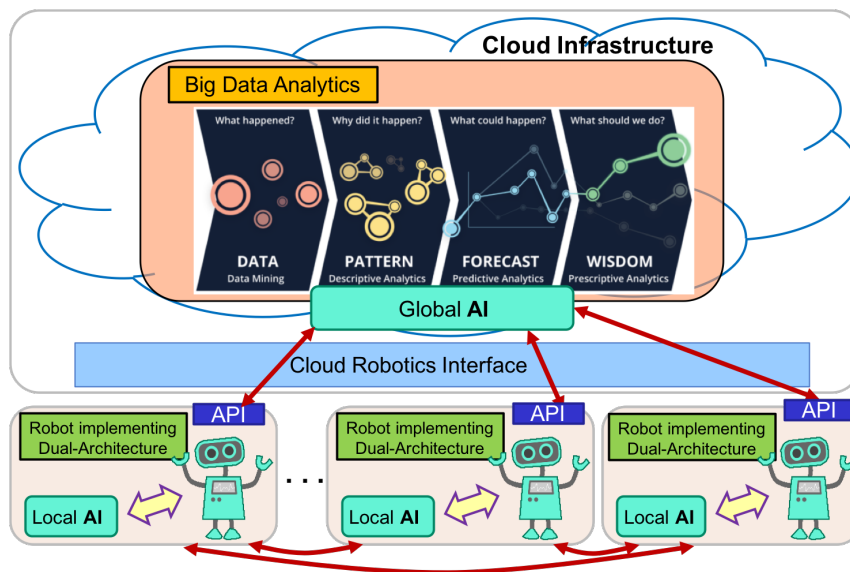 Cloud Infrastructure
Big Data Analytics
What happened?
Why did it happen?
What could happen?
What should we do?
DATA
Data Mining
PATTERN
Descriptive Analytics
FORECAST
Predictive Analytics
WISDOM
Prescriptive Analytics
Global AI
Cloud Robotics Interface
API
Robot implementing
Dual-Architecture
Local AI
. . .
API
Robot implementing
Dual-Architecture
Local AI
API
Robot implementing
Dual-Architecture
Local AI